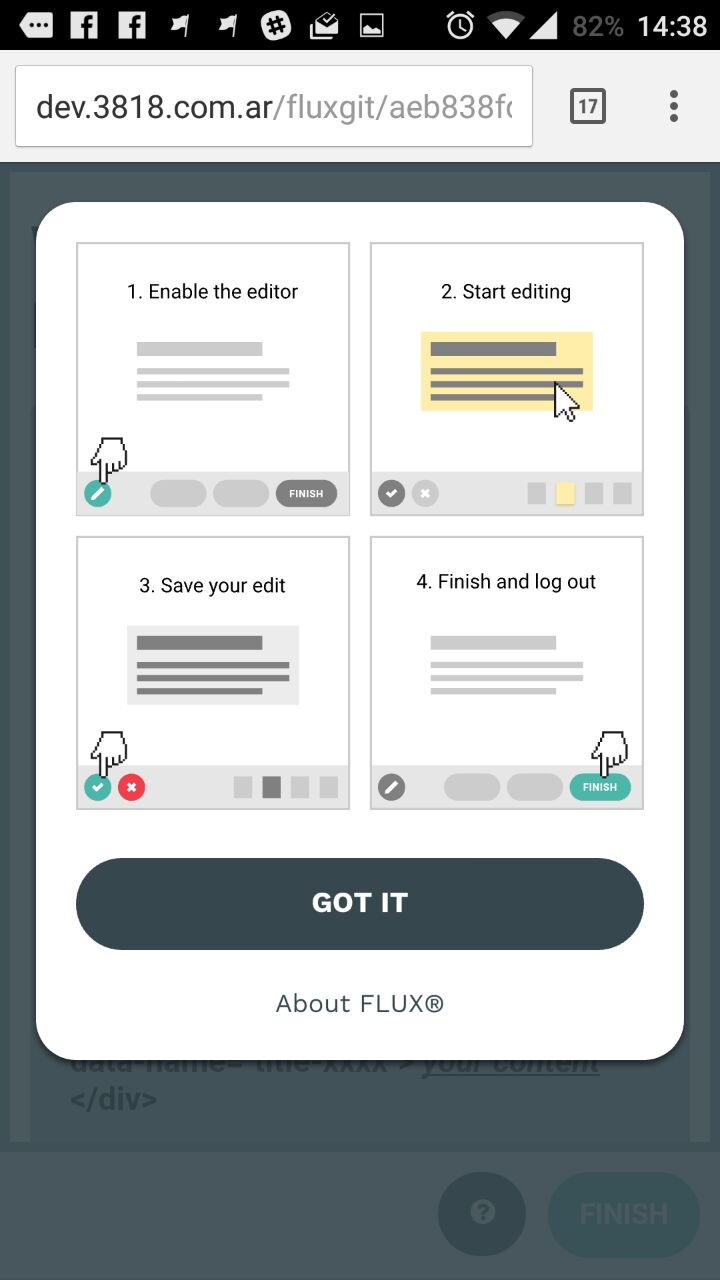 82% 14:38
dev.3818.com.ar/fluxgit/aeb838f
17
1. Enable the editor
2. Start editing
FINISH
3. Save your edit
4. Finish and log out
FINISH
GOT IT
About FLUX®
data-name="title-xxxx"> your content
</div>
FINISH